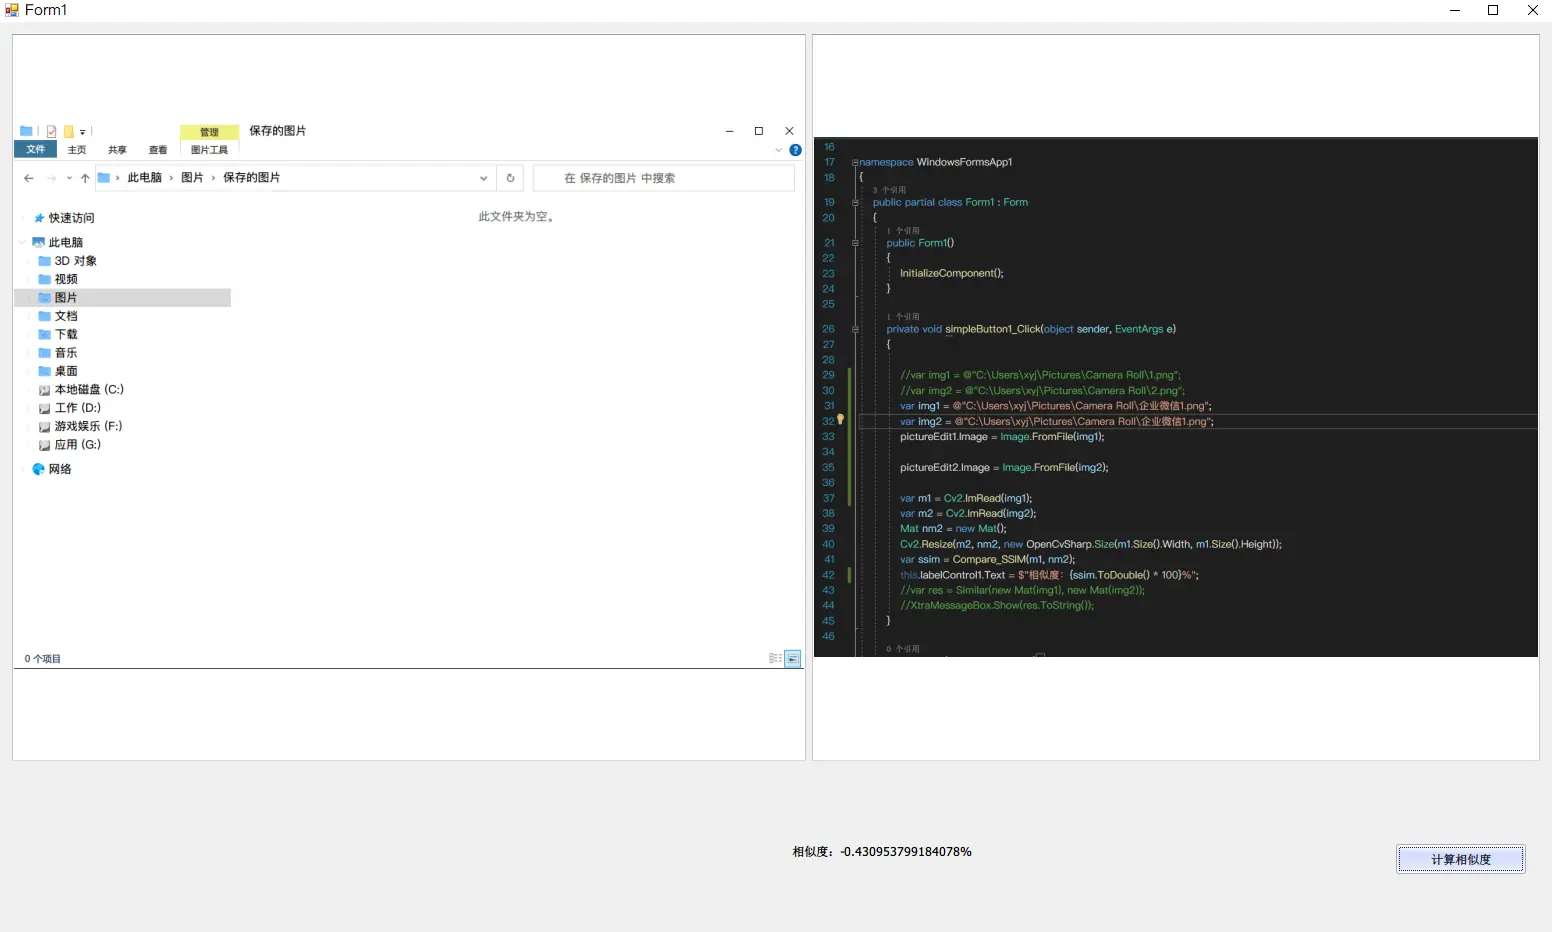 Form1
管理
保存的图片
文件
主页
共享
查看
图片工具
此电脑 › 图片 › 保存的图片
在 保存的图片 中搜索
快速访问
此文件夹为空。
此电脑
3D 对象
视频
图片
文档
下载
音乐
桌面
本地磁盘 (C:)
工作 (D:)
游戏娱乐 (F:)
应用 (G:)
网络
0 个项目
16
17 namespace WindowsFormsApp1
18 {
3 个引用
19 public partial class Form1 : Form
20 {
1 个引用
21 public Form1()
22 {
23 InitializeComponent();
24 }
25
1 个引用
26 private void simpleButton1_Click(object sender, EventArgs e)
27 {
28
29 //var img1 = @"C:\Users\xyj\Pictures\Camera Roll\1.png";
30 //var img2 = @"C:\Users\xyj\Pictures\Camera Roll\2.png";
31 var img1 = @"C:\Users\xyj\Pictures\Camera Roll\企业微信1.png";
32 var img2 = @"C:\Users\xyj\Pictures\Camera Roll\企业微信1.png";
33 pictureEdit1.Image = Image.FromFile(img1);
34
35 pictureEdit2.Image = Image.FromFile(img2);
36
37 var m1 = Cv2.ImRead(img1);
38 var m2 = Cv2.ImRead(img2);
39 Mat nm2 = new Mat();
40 Cv2.Resize(m2, nm2, new OpenCvSharp.Size(m1.Size().Width, m1.Size().Height));
41 var ssim = Compare_SSIM(m1, nm2);
42 this.labelControl1.Text = $"相似度：{ssim.ToDouble() * 100}%";
43 //var res = Similar(new Mat(img1), new Mat(img2));
44 //XtraMessageBox.Show(res.ToString());
45 }
46
0 个引用
相似度：-0.430953799184078%
计算相似度